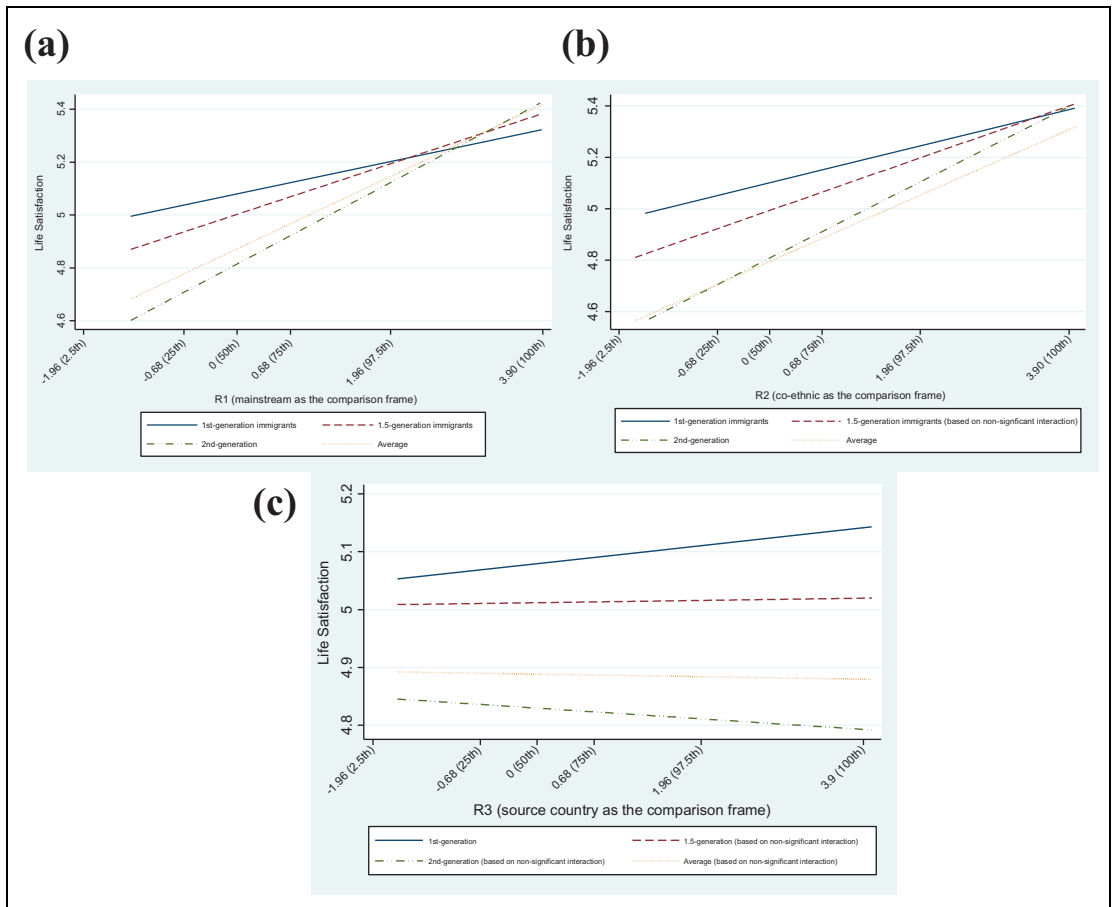 (a)
5.4
5.2
5
4.8
4.6
Life Satisfaction
-1.96 (2.5th)
-0.68 (25th)
0 (50th)
0.68 (75th)
1.96 (97.5th)
3.90 (100th)
R1 (mainstream as the comparison frame)
1st-generation immigrants
1.5-generation immigrants
2nd-generation
Average
(b)
5.4
5.2
5
4.8
4.6
Life Satisfaction
-1.96 (2.5th)
-0.68 (25th)
0 (50th)
0.68 (75th)
1.96 (97.5th)
3.90 (100th)
R2 (co-ethnic as the comparison frame)
1st-generation immigrants
1.5-generation immigrants (based on non-signficant interaction)
2nd-generation
Average
(c)
5.2
5.1
5
4.9
4.8
Life Satisfaction
-1.96 (2.5th)
-0.68 (25th)
0 (50th)
0.68 (75th)
1.96 (97.5th)
3.9 (100th)
R3 (source country as the comparison frame)
1st-generation
1.5-generation (based on non-significant interaction)
2nd-generation (based on non-significant interaction)
Average (based on non-significant interaction)